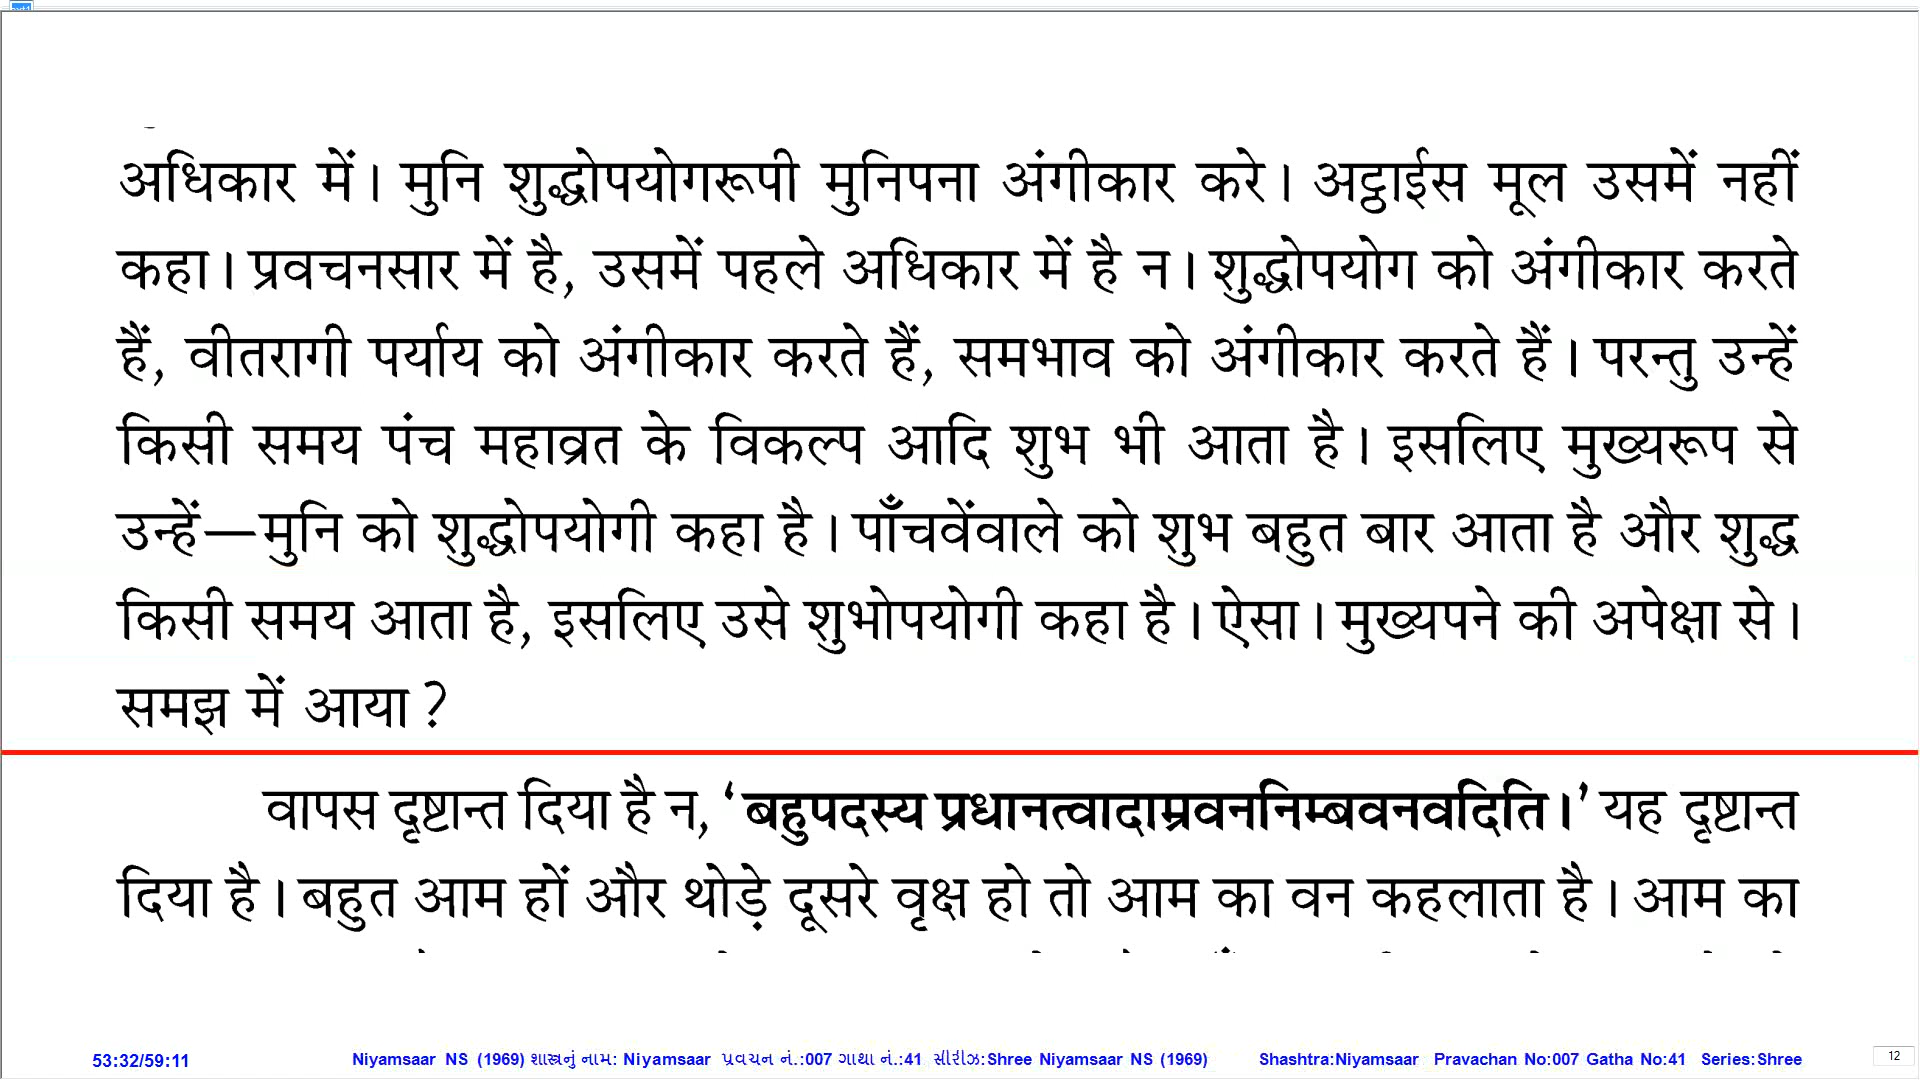 अधिकार में। मुनि शुद्धोपयोगरूपी मुनिपना अंगीकार करे। अट्ठाईस मूल उसमें नहीं
कहा। प्रवचनसार में है, उसमें पहले अधिकार में है न। शुद्धोपयोग को अंगीकार करते
हैं, वीतरागी पर्याय को अंगीकार करते हैं, समभाव को अंगीकार करते हैं। परन्तु उन्हें
किसी समय पंच महाव्रत के विकल्प आदि शुभ भी आता है। इसलिए मुख्यरूप से
उन्हें—मुनि को शुद्धोपयोगी कहा है। पाँचवेंवाले को शुभ बहुत बार आता है और शुद्ध
किसी समय आता है, इसलिए उसे शुभोपयोगी कहा है। ऐसा। मुख्यपने की अपेक्षा से।
समझ में आया?
वापस दृष्टान्त दिया है न, ‘बहुपदस्य प्रधानत्वादाम्रवननिम्बवनवदिति।’ यह दृष्टान्त
दिया है। बहुत आम हों और थोड़े दूसरे वृक्ष हो तो आम का वन कहलाता है। आम का
53:32/59:11 Niyamsaar NS (1969) શાસ્ત્રનું નામ: Niyamsaar પ્રવચન નં.:007 ગાથા નં.:41 સીરીઝ:Shree Niyamsaar NS (1969) Shashtra:Niyamsaar Pravachan No:007 Gatha No:41 Series:Shree 12